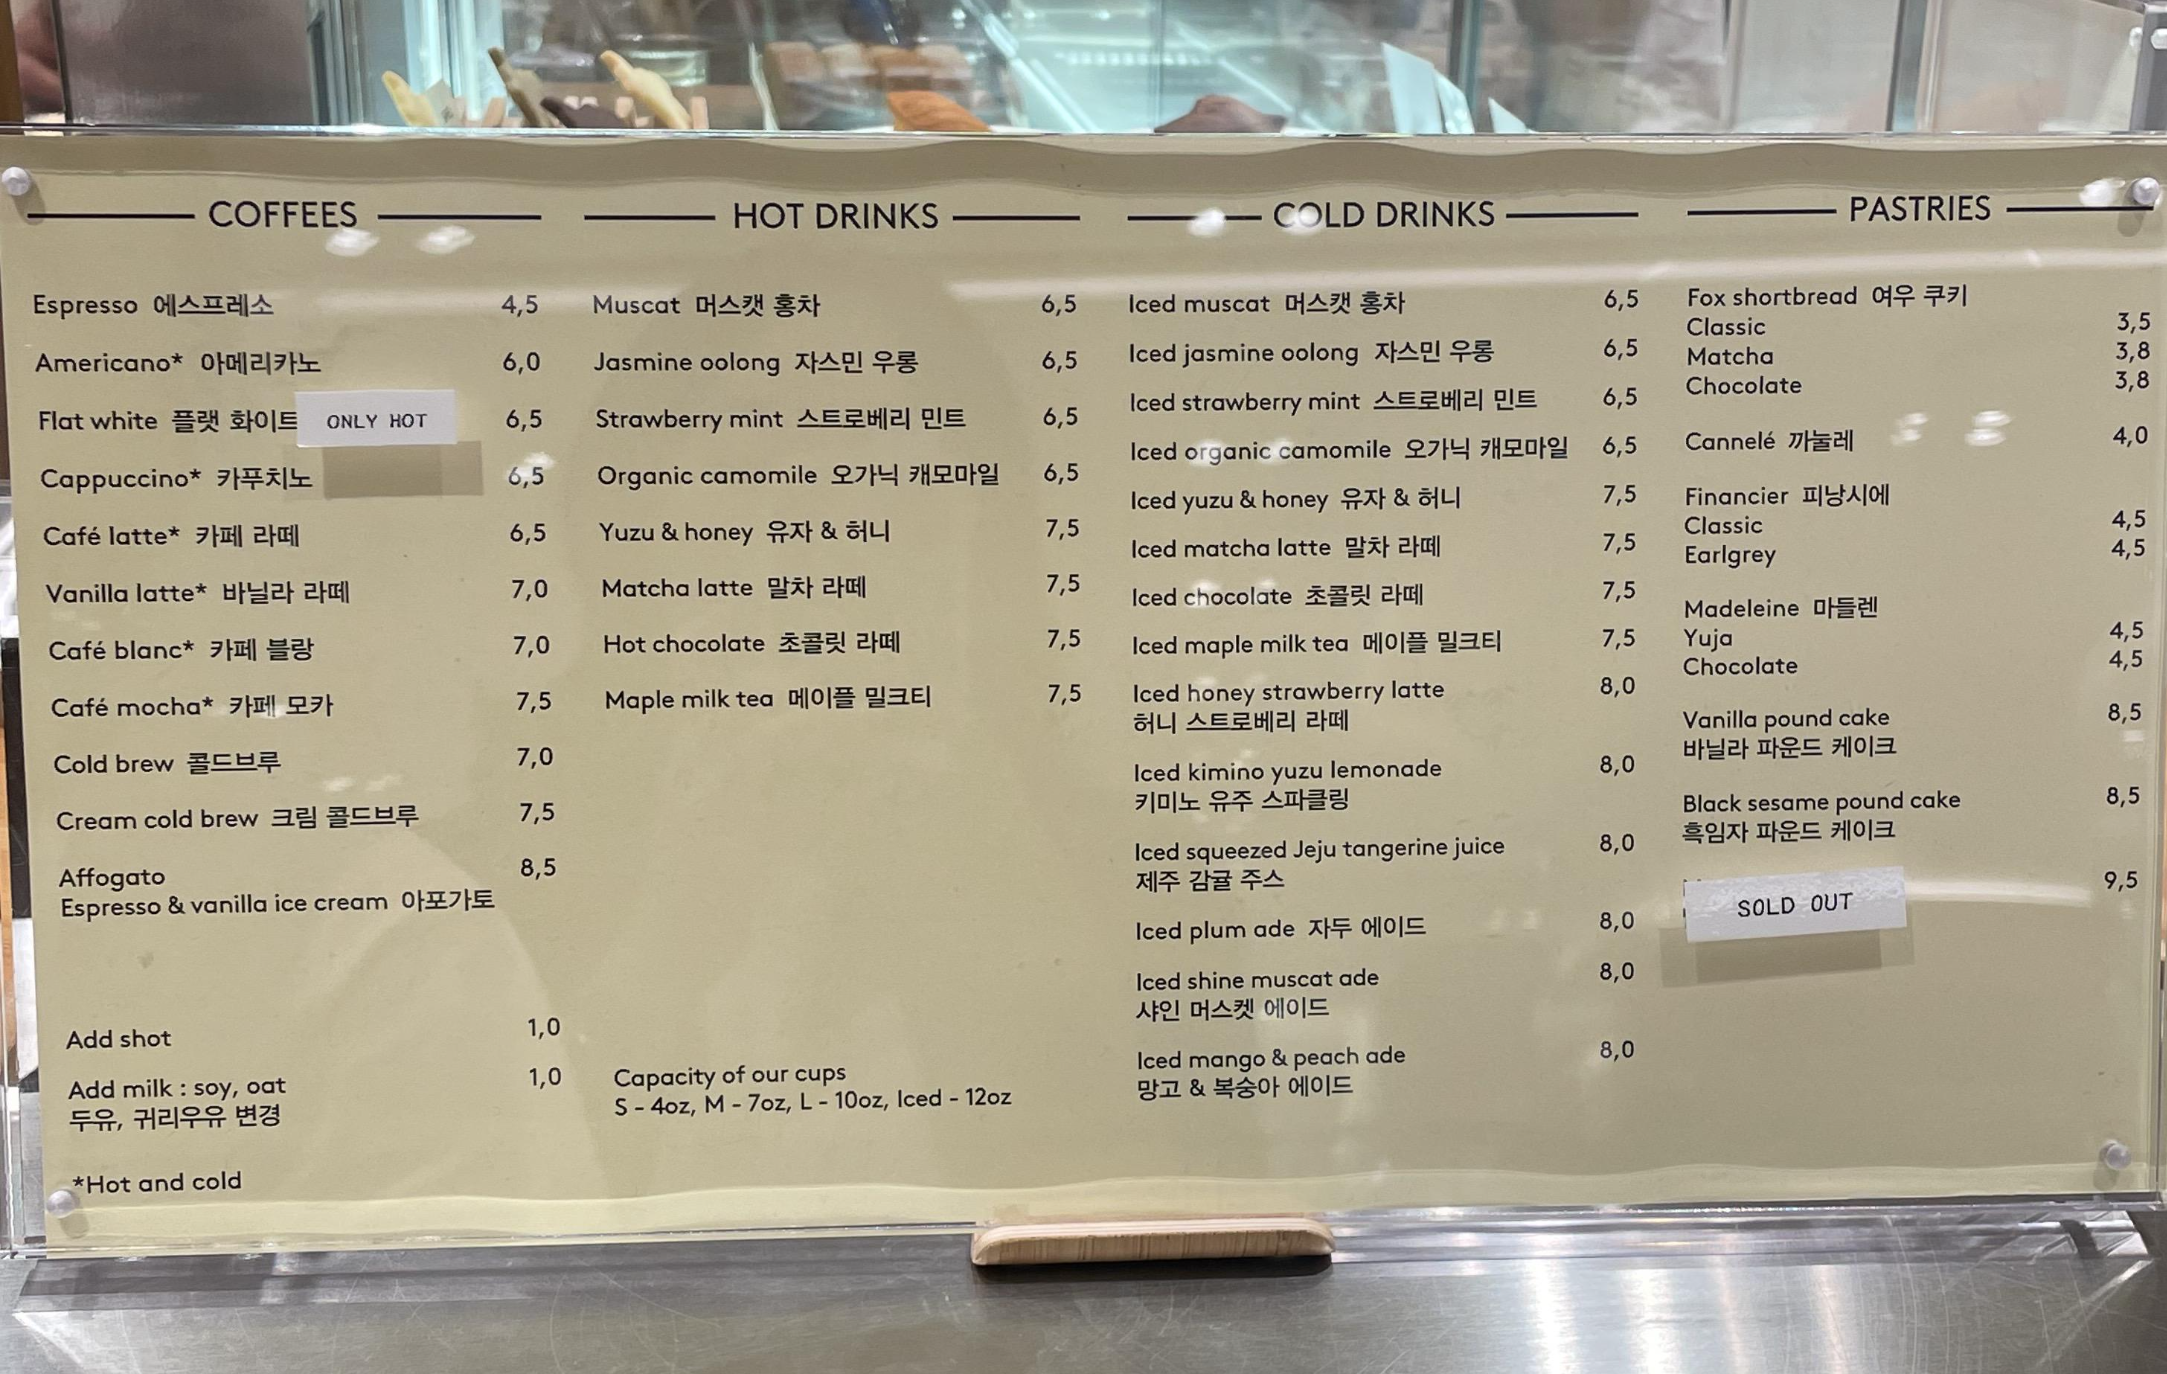 COFFEES
Espresso 에스프레소 4,5
Americano* 아메리카노 6,0
Flat white 플랫 화이트 ONLY HOT 6,5
Cappuccino* 카푸치노 6,5
Café latte* 카페 라떼 6,5
Vanilla latte* 바닐라 라떼 7,0
Café blanc* 카페 블랑 7,0
Café mocha* 카페 모카 7,5
Cold brew 콜드브루 7,0
Cream cold brew 크림 콜드브루 7,5
Affogato 8,5
Espresso & vanilla ice cream 아포가토
Add shot 1,0
Add milk : soy, oat 1,0
두유, 귀리우유 변경
*Hot and cold
HOT DRINKS
Muscat 머스캣 홍차 6,5
Jasmine oolong 자스민 우롱 6,5
Strawberry mint 스트로베리 민트 6,5
Organic camomile 오가닉 캐모마일 6,5
Yuzu & honey 유자 & 허니 7,5
Matcha latte 말차 라떼 7,5
Hot chocolate 초콜릿 라떼 7,5
Maple milk tea 메이플 밀크티 7,5
Capacity of our cups
S - 4oz, M - 7oz, L - 10oz, Iced - 12oz
COLD DRINKS
Iced muscat 머스캣 홍차 6,5
Iced jasmine oolong 자스민 우롱 6,5
Iced strawberry mint 스트로베리 민트 6,5
Iced organic camomile 오가닉 캐모마일 6,5
Iced yuzu & honey 유자 & 허니 7,5
Iced matcha latte 말차 라떼 7,5
Iced chocolate 초콜릿 라떼 7,5
Iced maple milk tea 메이플 밀크티 7,5
Iced honey strawberry latte 8,0
허니 스트로베리 라떼
Iced kimino yuzu lemonade 8,0
키미노 유주 스파클링
Iced squeezed Jeju tangerine juice 8,0
제주 감귤 주스
Iced plum ade 자두 에이드 8,0
Iced shine muscat ade 8,0
샤인 머스켓 에이드
Iced mango & peach ade 8,0
망고 & 복숭아 에이드
PASTRIES
Fox shortbread 여우 쿠키
Classic 3,5
Matcha 3,8
Chocolate 3,8
Cannelé 까눌레 4,0
Financier 피낭시에
Classic 4,5
Earlgrey 4,5
Madeleine 마들렌
Yuja 4,5
Chocolate 4,5
Vanilla pound cake 8,5
바닐라 파운드 케이크
Black sesame pound cake 8,5
흑임자 파운드 케이크
SOLD OUT 9,5